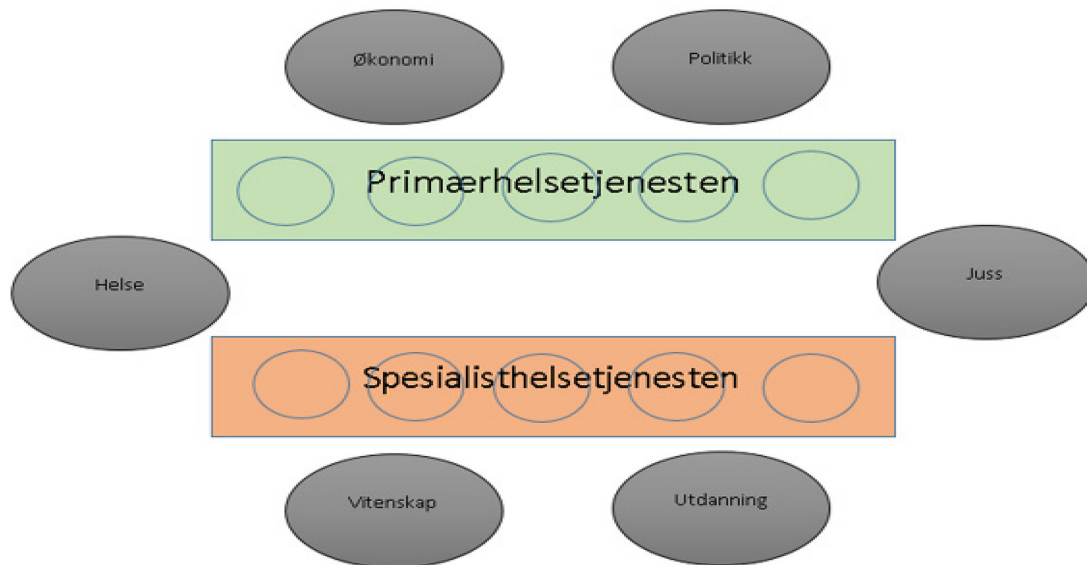 Økonomi
Politikk
Primærhelsetjenesten
Helse
Juss
Spesialisthelsetjenesten
Vitenskap
Utdanning